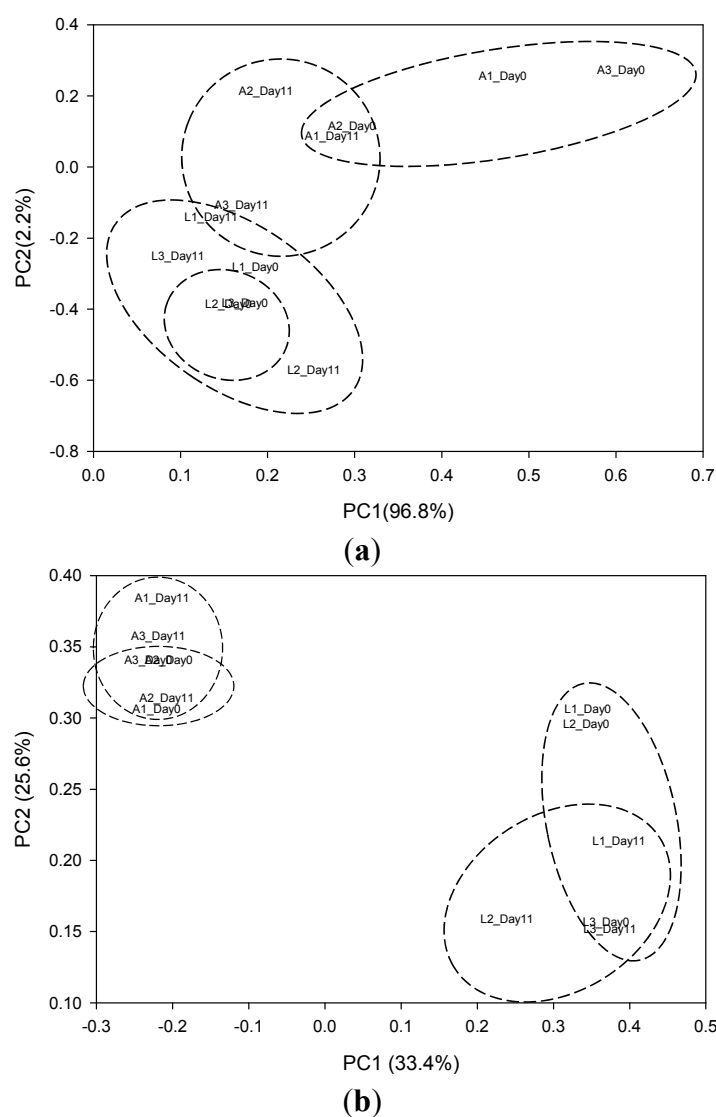 0.4
A2_Day11
A1_Day0
A3_Day0
0.2
A2_Day0
A1_Day11
0.0
A3_Day11
L1_Day11
-0.2
L3_Day11
L1_Day0
PC2(2.2%)
L2_Day0
L3_Day0
-0.4
L2_Day11
-0.6
-0.8
0.0 0.1 0.2 0.3 0.4 0.5 0.6 0.7
PC1(96.8%)
(a)
0.40
A1_Day11
A3_Day11
0.35
A3_Day0 A2_Day0
A2_Day11
A1_Day0
L1_Day0
L2_Day0
0.30
0.25
PC2 (25.6%)
L1_Day11
0.20
L2_Day11
L3_Day0
L3_Day11
0.15
0.10
-0.3 -0.2 -0.1 0.0 0.1 0.2 0.3 0.4 0.5
PC1 (33.4%)
(b)